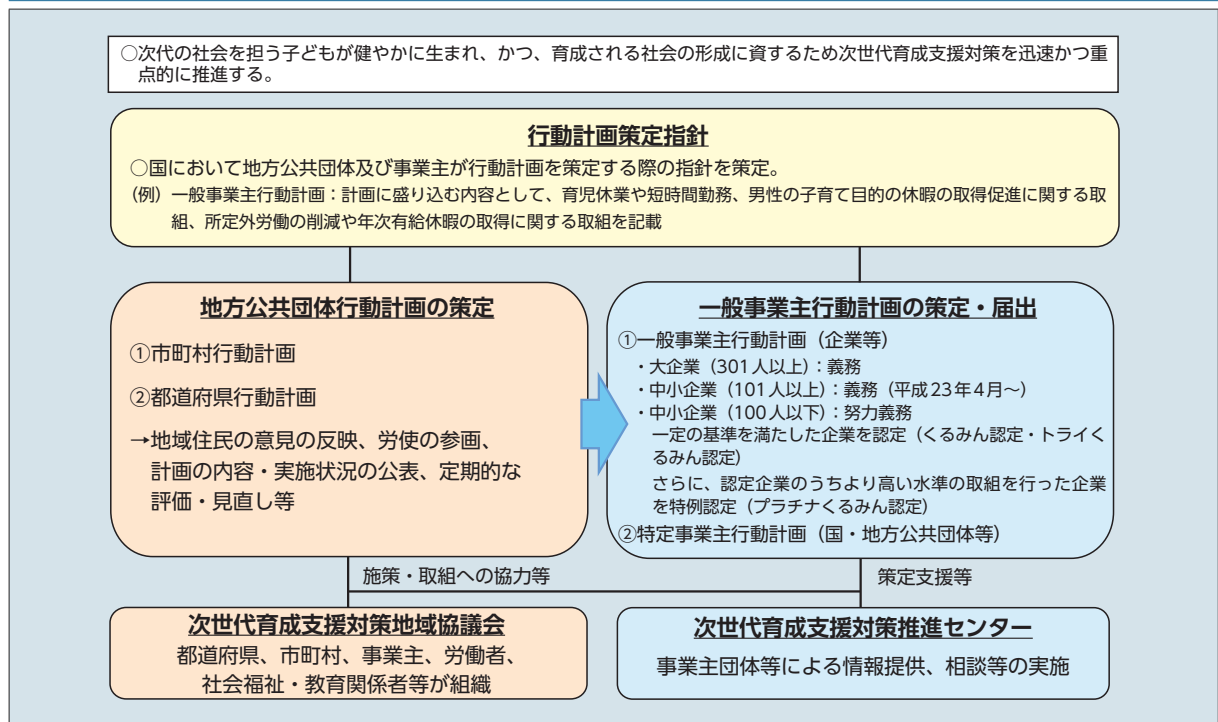 ○次代の社会を担う子どもが健やかに生まれ、かつ、育成される社会の形成に資するため次世代育成支援対策を迅速かつ重
点的に推進する。
行動計画策定指針
○国において地方公共団体及び事業主が行動計画を策定する際の指針を策定。
(例) 一般事業主行動計画:計画に盛り込む内容として、育児休業や短時間勤務、男性の子育て目的の休暇の取得促進に関する取
組、所定外労働の削減や年次有給休暇の取得に関する取組を記載
地方公共団体行動計画の策定
①市町村行動計画
②都道府県行動計画
→地域住民の意見の反映、労使の参画、
計画の内容・実施状況の公表、定期的な
評価・見直し等
一般事業主行動計画の策定・届出
①一般事業主行動計画(企業等)
・大企業(301人以上):義務
・中小企業(101人以上):義務(平成23年4月～)
・中小企業(100人以下):努力義務
一定の基準を満たした企業を認定(くるみん認定・トライく
るみん認定)
さらに、認定企業のうちより高い水準の取組を行った企業
を特例認定(プラチナくるみん認定)
②特定事業主行動計画(国・地方公共団体等)
施策・取組への協力等
策定支援等
次世代育成支援対策地域協議会
都道府県、市町村、事業主、労働者、
社会福祉・教育関係者等が組織
次世代育成支援対策推進センター
事業主団体等による情報提供、相談等の実施